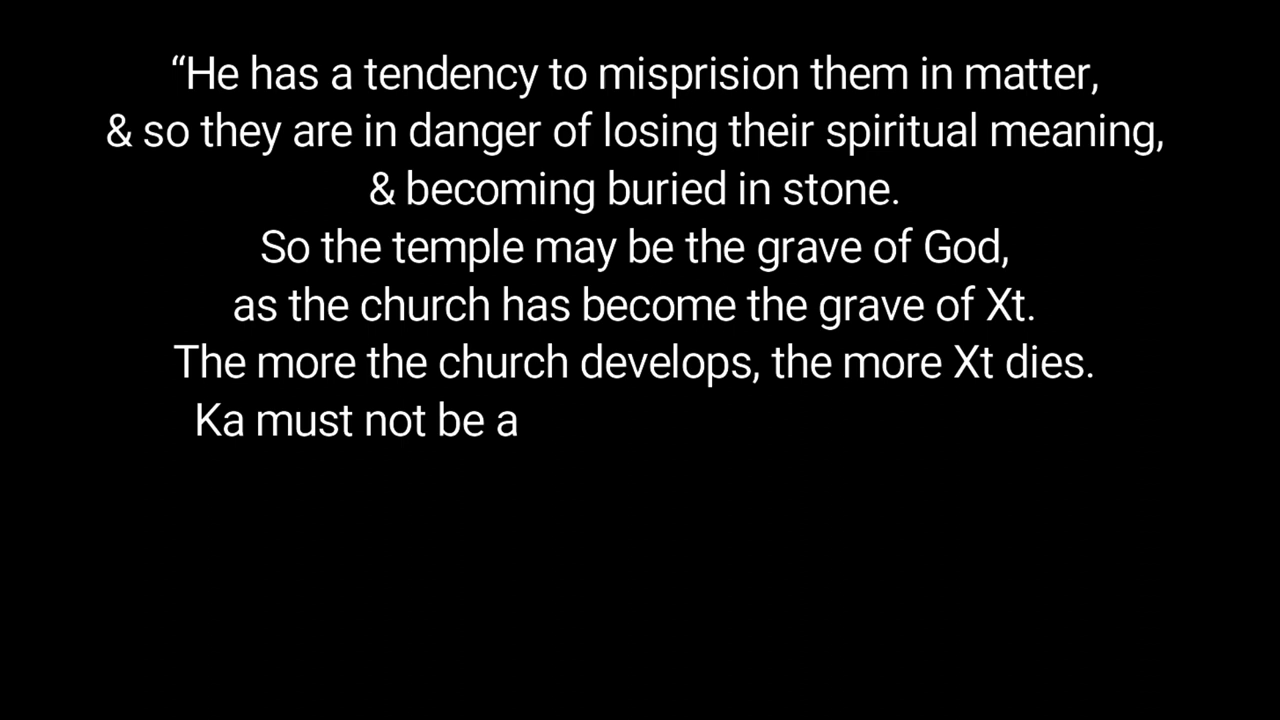 “He has a tendency to misprision them in matter,
& so they are in danger of losing their spiritual meaning,
& becoming buried in stone.
So the temple may be the grave of God,
as the church has become the grave of Xt.
The more the church develops, the more Xt dies.
Ka must not be a